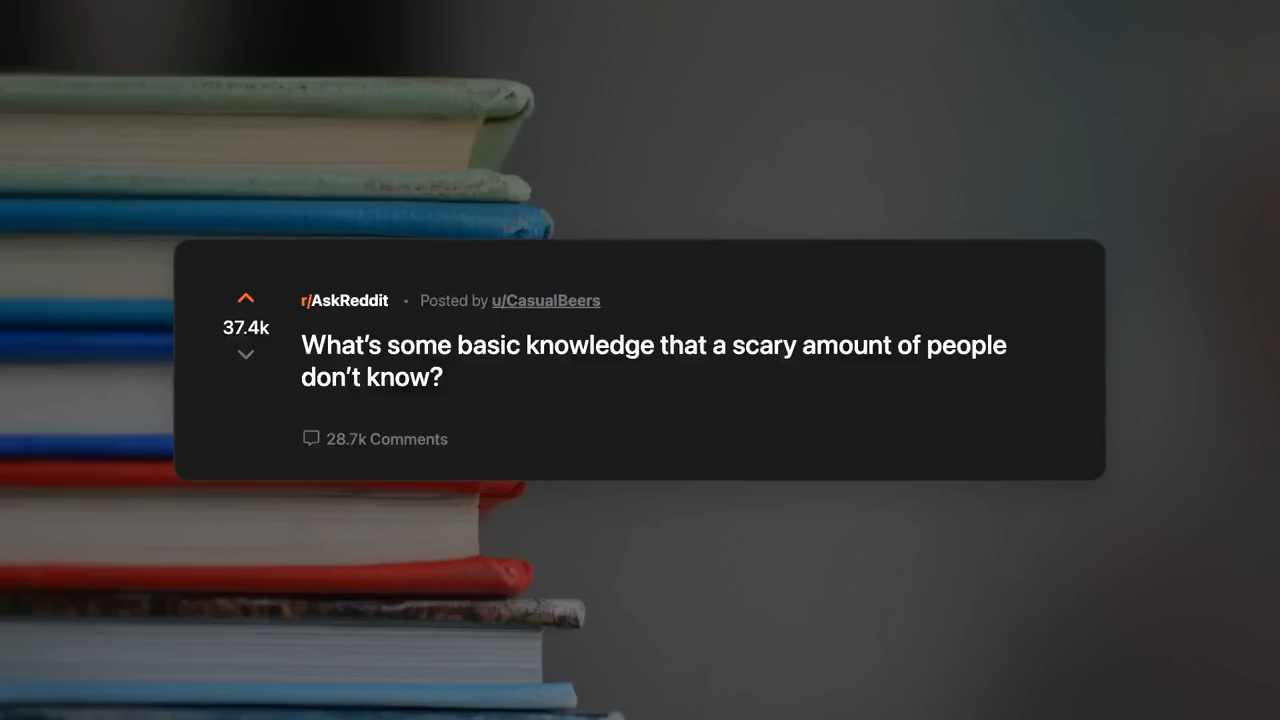 r/AskReddit • Posted by u/CasualBeers
37.4k
What’s some basic knowledge that a scary amount of people
don’t know?
28.7k Comments